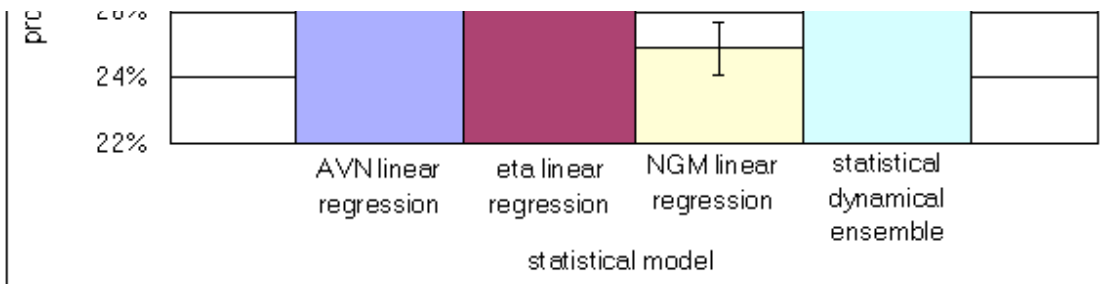 24%
22%
AVN linear
regression
eta linear
regression
NGM linear
regression
statistical
dynamical
ensemble
statistical model